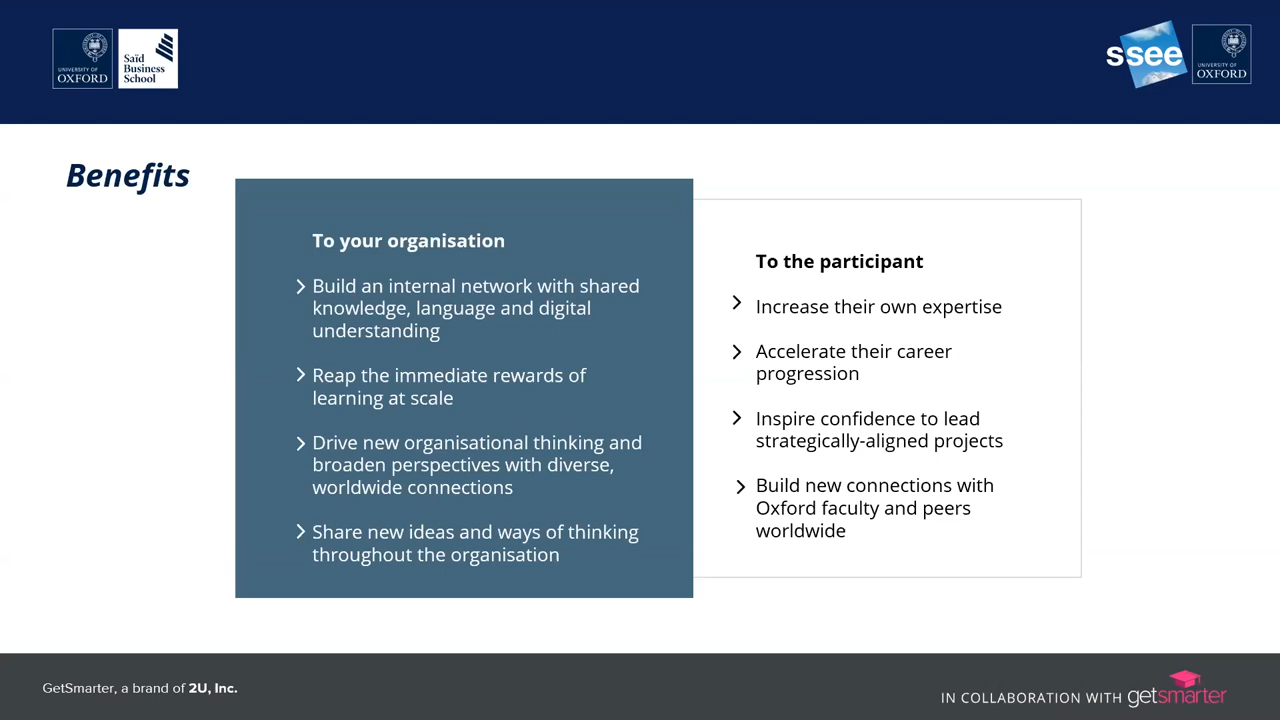 UNIVERSITY OF
OXFORD
Saïd
Business
School
ssee
UNIVERSITY OF
OXFORD
Benefits
To your organisation
Build an internal network with shared
knowledge, language and digital
understanding
Reap the immediate rewards of
learning at scale
Drive new organisational thinking and
broaden perspectives with diverse,
worldwide connections
Share new ideas and ways of thinking
throughout the organisation
To the participant
Increase their own expertise
Accelerate their career
progression
Inspire confidence to lead
strategically-aligned projects
Build new connections with
Oxford faculty and peers
worldwide
GetSmarter, a brand of 2U, Inc.
IN COLLABORATION WITH getsmarter